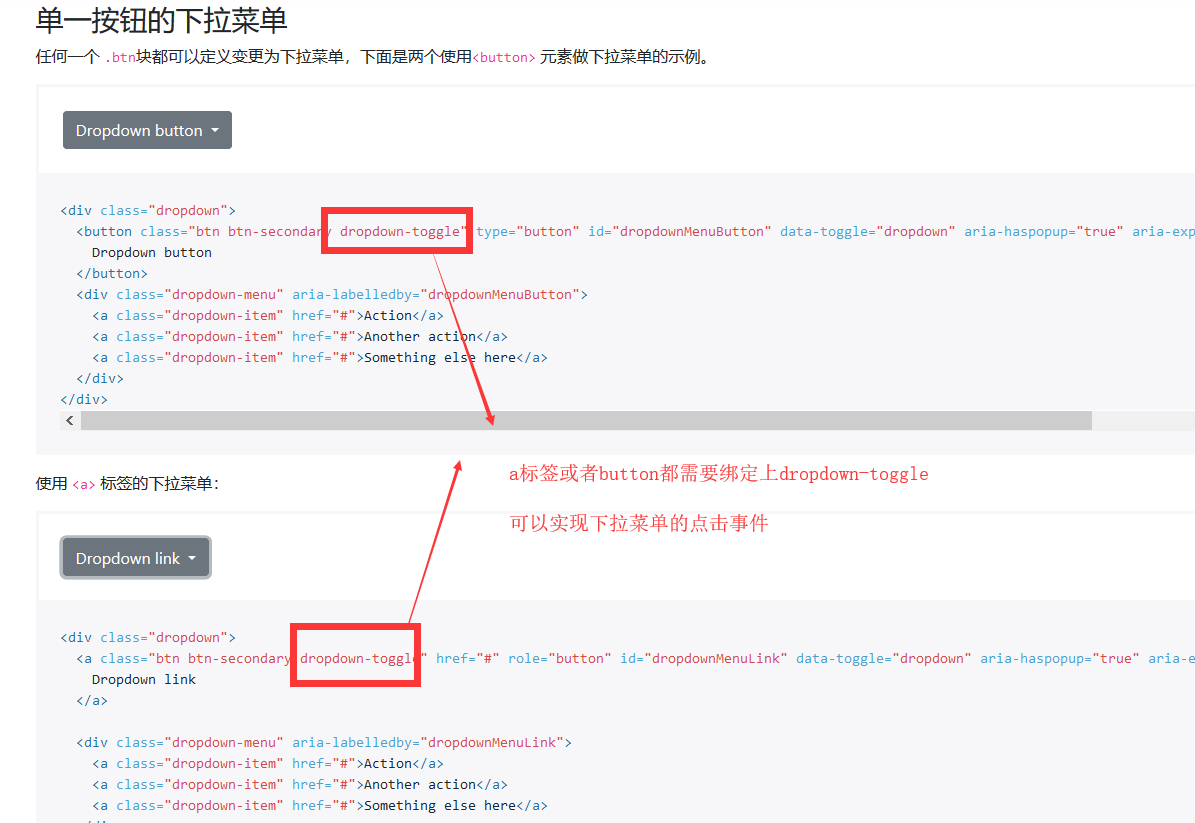 单一按钮的下拉菜单
任何一个 .btn块都可以定义变更为下拉菜单，下面是两个使用<button> 元素做下拉菜单的示例。
Dropdown button
<div class="dropdown">
<button class="btn btn-secondary dropdown-toggle" type="button" id="dropdownMenuButton" data-toggle="dropdown" aria-haspopup="true" aria-exp
Dropdown button
</button>
<div class="dropdown-menu" aria-labelledby="dropdownMenuButton">
<a class="dropdown-item" href="#">Action</a>
<a class="dropdown-item" href="#">Another action</a>
<a class="dropdown-item" href="#">Something else here</a>
</div>
</div>
a标签或者button都需要绑定上dropdown-toggle
使用 <a> 标签的下拉菜单：
可以实现下拉菜单的点击事件
Dropdown link
<div class="dropdown">
<a class="btn btn-secondary dropdown-toggle" href="#" role="button" id="dropdownMenuLink" data-toggle="dropdown" aria-haspopup="true" aria-e
Dropdown link
</a>
<div class="dropdown-menu" aria-labelledby="dropdownMenuLink">
<a class="dropdown-item" href="#">Action</a>
<a class="dropdown-item" href="#">Another action</a>
<a class="dropdown-item" href="#">Something else here</a>